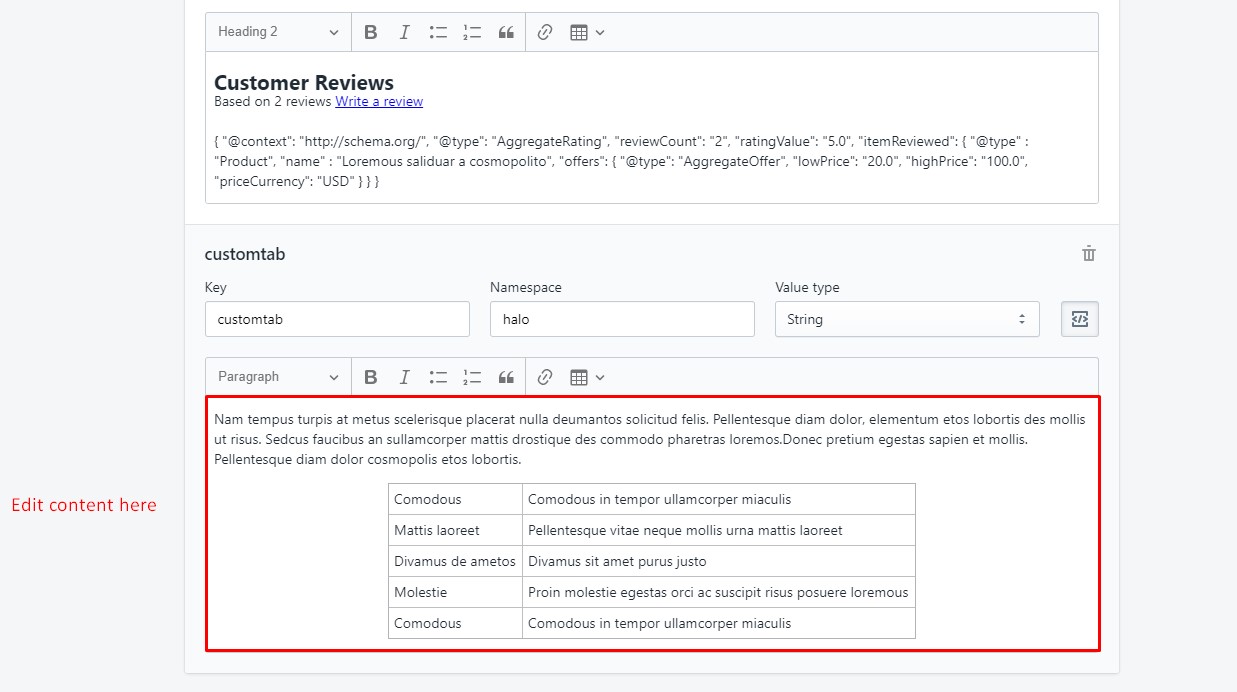 Heading 2
Customer Reviews
Based on 2 reviews Write a review
{ "@context": "http://schema.org/", "@type": "AggregateRating", "reviewCount": "2", "ratingValue": "5.0", "itemReviewed": { "@type" :
"Product", "name" : "Loremous saliduar a cosmopolito", "offers": { "@type": "AggregateOffer", "lowPrice": "20.0", "highPrice": "100.0",
"priceCurrency": "USD" } } }
customtab
Key Namespace Value type
customtab halo String
Paragraph
Nam tempus turpis at metus scelerisque placerat nulla deumantos solicitud felis. Pellentesque diam dolor, elementum etos lobortis des mollis
ut risus. Sedcus faucibus an sullamcorper mattis drostique des commodo pharetras loremos.Donec pretium egestas sapien et mollis.
Pellentesque diam dolor cosmopolis etos lobortis.
Comodous Comodous in tempor ullamcorper miaculis
Edit content here
Mattis laoreet Pellentesque vitae neque mollis urna mattis laoreet
Divamus de ametos Divamus sit amet purus justo
Molestie Proin molestie egestas orci ac suscipit risus posuere loremous
Comodous Comodous in tempor ullamcorper miaculis